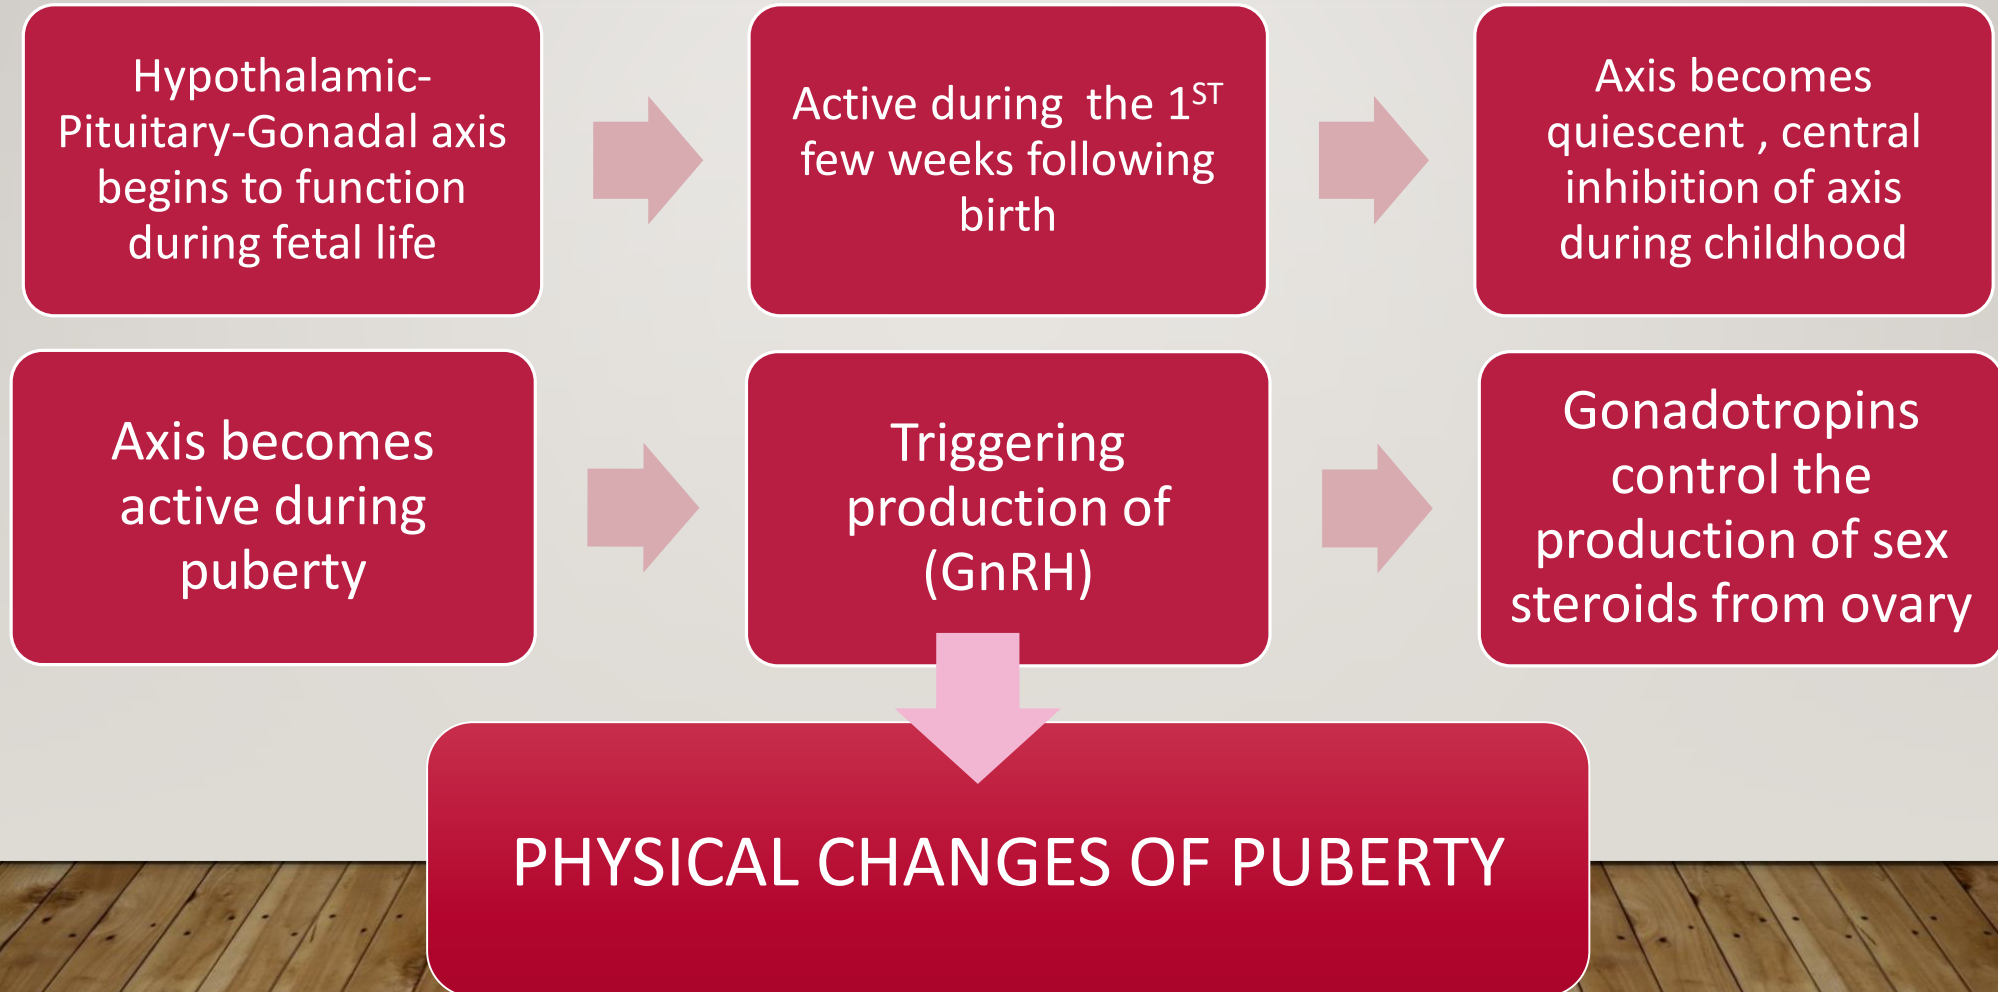 Hypothalamic-
Pituitary-Gonadal axis
begins to function
during fetal life
Active during  the 1ST
few weeks following
birth
Axis becomes
quiescent , central
inhibition of axis
during childhood
Axis becomes
active during
puberty
Triggering
production of
(GnRH)
Gonadotropins
control the
production of sex
steroids from ovary
PHYSICAL CHANGES OF PUBERTY